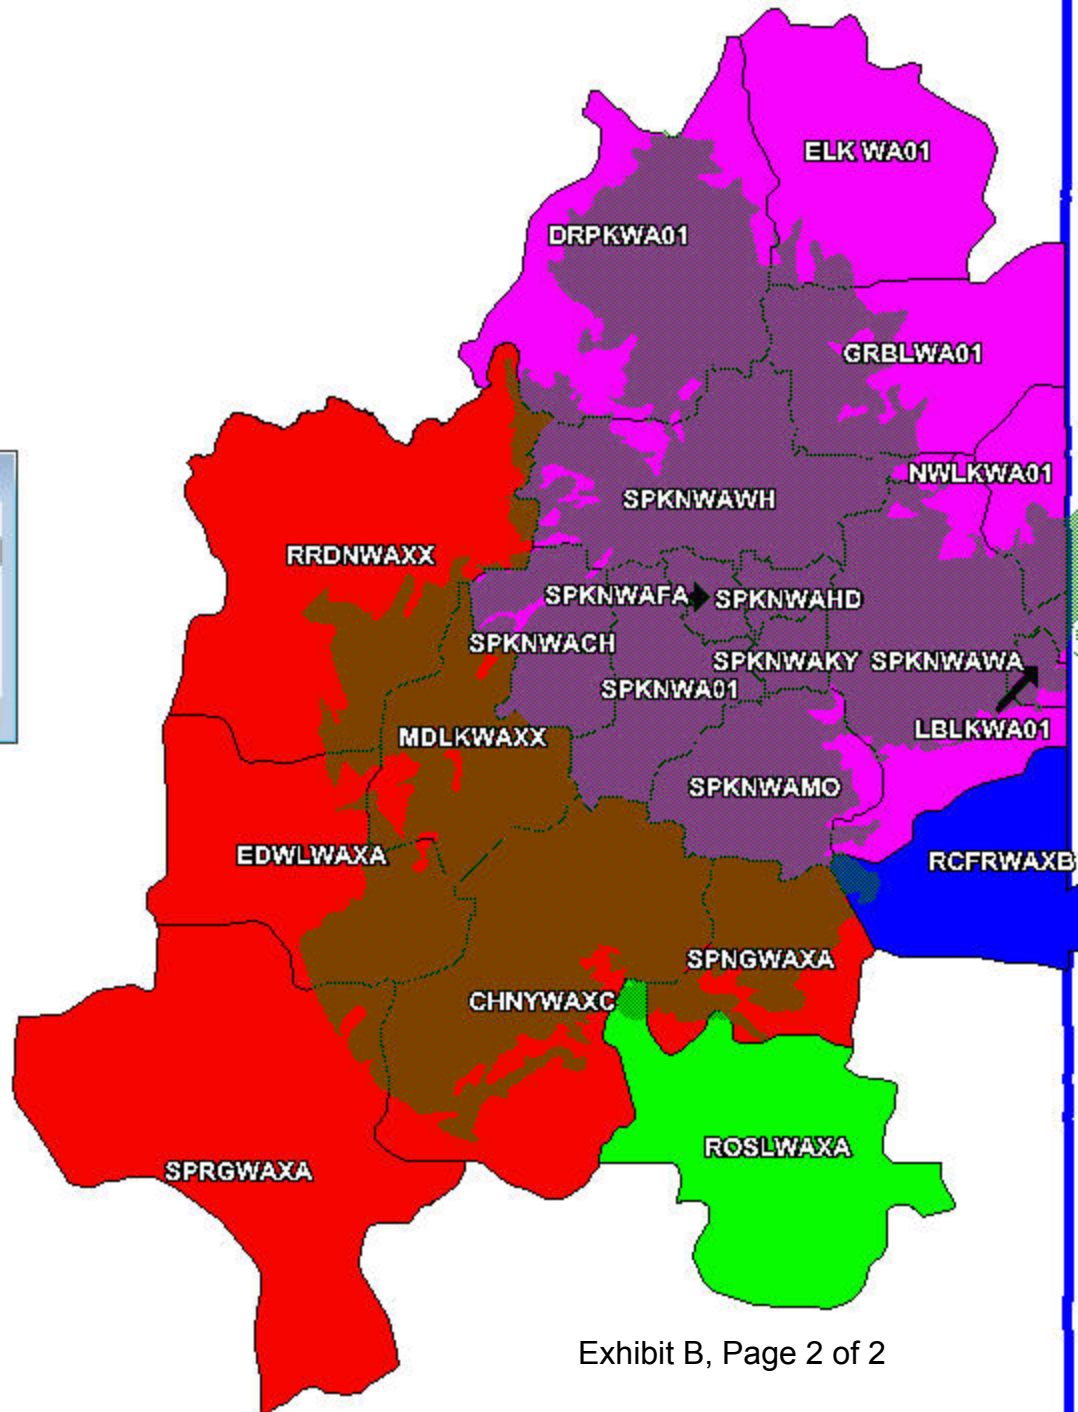 ELK WA01
DRPKWA01
GRBLWA01
NWLKWA01
SPKNWAWH
RRDNWAXX
SPKNWAFA
SPKNWAHD
SPKNWACH
SPKNWAKY
SPKNWAWA
SPKNWA01
LBLKWA01
MDLKWAXX
SPKNWAMO
EDWLWAXA
RCFRWAXB
SPNGWAXA
CHNYWAXC
ROSLWAXA
SPRGWAXA
Exhibit B, Page 2 of 2